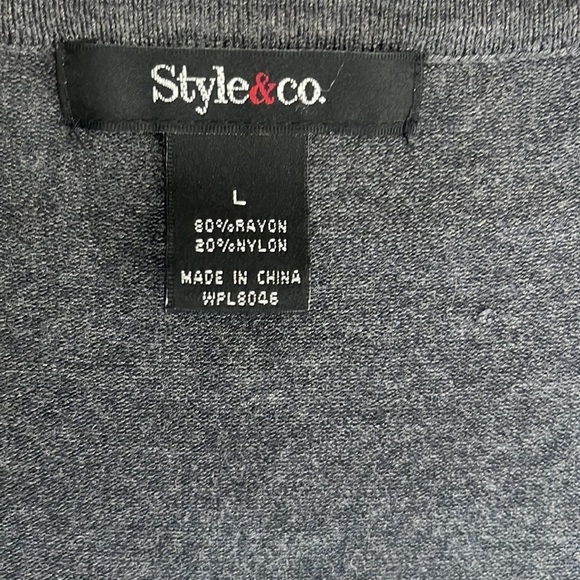 Style&co.
L
80%RAYON
20%NYLON
MADE IN CHINA
WPL8046